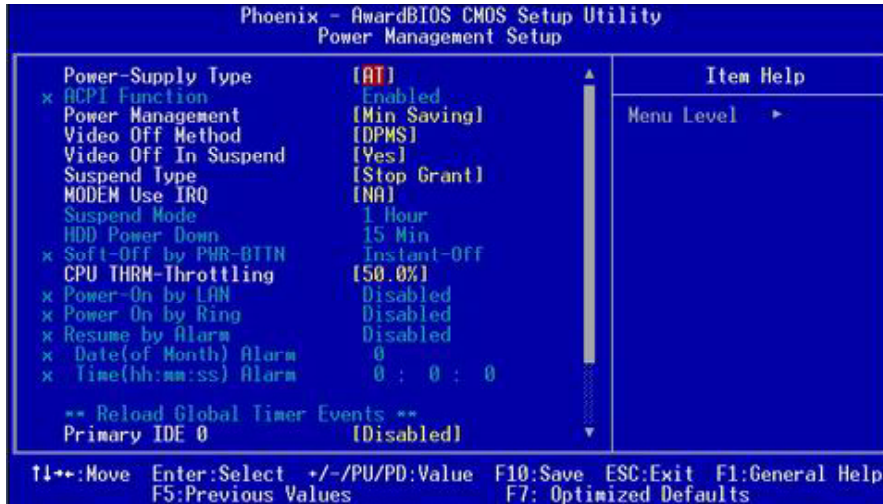 Phoenix - AwardBIOS CMOS Setup Utility
Power Management Setup
Power-Supply Type [AT]
x ACPI Function Enabled
Power Management [Min Saving]
Video Off Method [DPMS]
Video Off In Suspend [Yes]
Suspend Type [Stop Grant]
MODEM Use IRQ [NA]
Suspend Mode 1 Hour
HDD Power Down 15 Min
x Soft-Off by PWR-BTTN Instant-Off
CPU THRM-Throttling [50.0%]
x Power-On by LAN Disabled
x Power On by Ring Disabled
x Resume by Alarm Disabled
x Date(of Month) Alarm 0
x Time(hh:mm:ss) Alarm 0 : 0 : 0
** Reload Global Timer Events **
Primary IDE 0 [Disabled]
Item Help
Menu Level ►
↑↓→←:Move Enter:Select +/-/PU/PD:Value F10:Save ESC:Exit F1:General Help
F5:Previous Values F7: Optimized Defaults